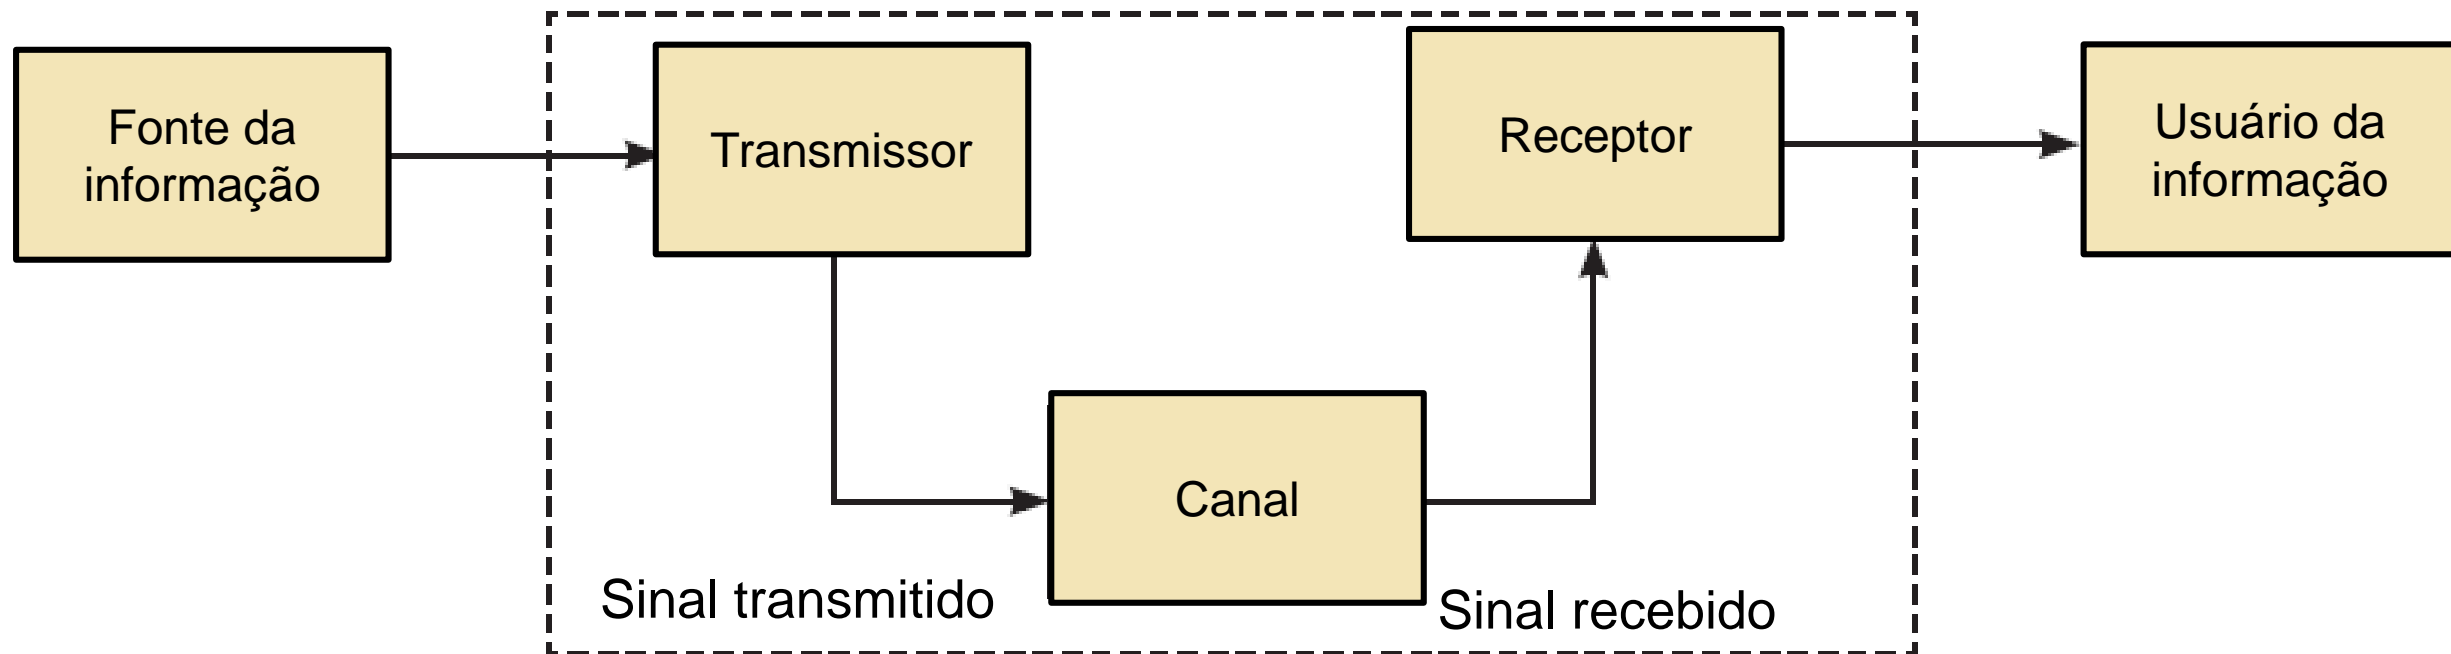 Fonte da
informação
Transmissor
Receptor
Usuário da
informação
Canal
Sinal transmitido
Sinal recebido